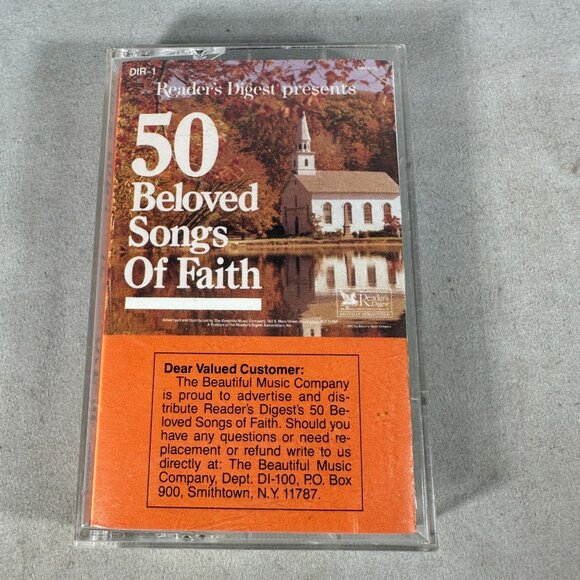 DIR-1
Reader's Digest presents
50
Beloved
Songs
Of Faith
Reader's
Digest
Dear Valued Customer:
The Beautiful Music Company
is proud to advertise and dis-
tribute Reader's Digest's 50 Be-
loved Songs of Faith. Should you
have any questions or need re-
placement or refund write to us
directly at: The Beautiful Music
Company, Dept. DI-100, P.O. Box
900, Smithtown, N.Y. 11787.